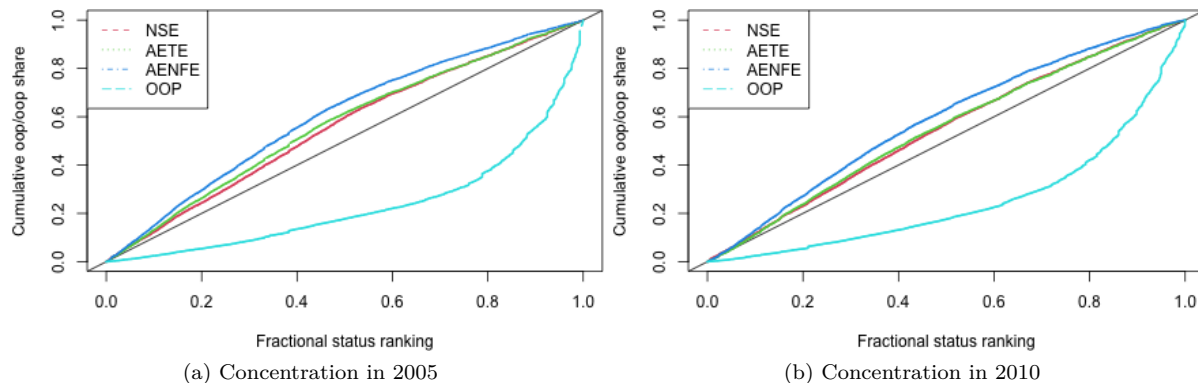 Cumulative oop/oop share
1.0
0.8
0.6
0.4
0.2
0.0
NSE
AETE
AENFE
OOP
0.0 0.2 0.4 0.6 0.8 1.0
Fractional status ranking
(a) Concentration in 2005
Cumulative oop/oop share
1.0
0.8
0.6
0.4
0.2
0.0
NSE
AETE
AENFE
OOP
0.0 0.2 0.4 0.6 0.8 1.0
Fractional status ranking
(b) Concentration in 2010